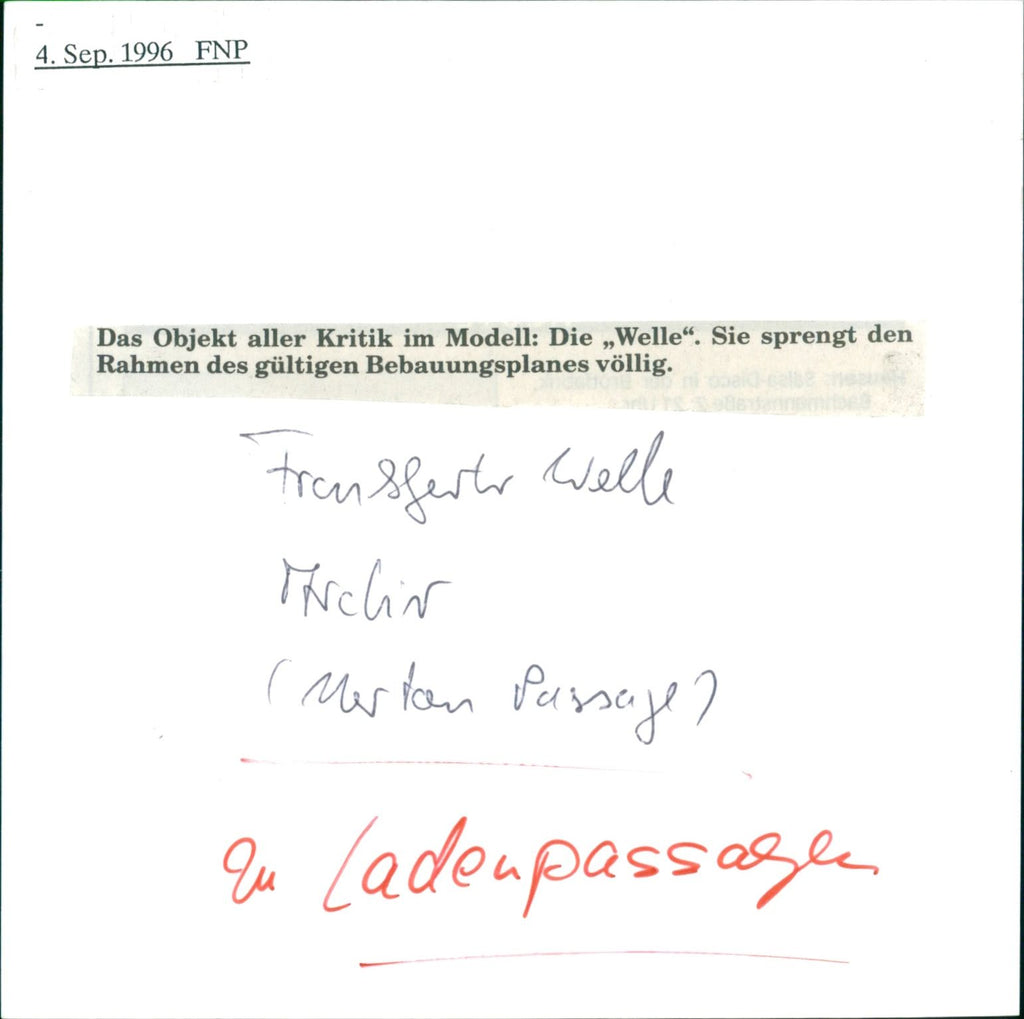 4. Sep. 1996 FNP
Das Objekt aller Kritik im Modell: Die „Welle“. Sie sprengt den
Rahmen des gültigen Bebauungsplanes völlig.
Frankfurter Welle
Archiv
(Merton Passage)
zu Ladenpassagen